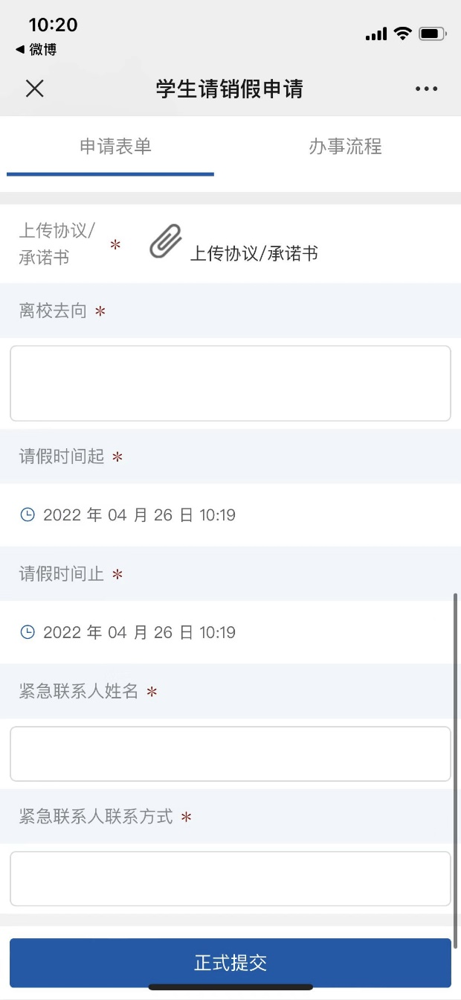 10:20
◀ 微博
学生请销假申请
申请表单 办事流程
上传协议/
承诺书 * 上传协议/承诺书
离校去向 *
请假时间起 *
2022 年 04 月 26 日 10:19
请假时间止 *
2022 年 04 月 26 日 10:19
紧急联系人姓名 *
紧急联系人联系方式 *
正式提交